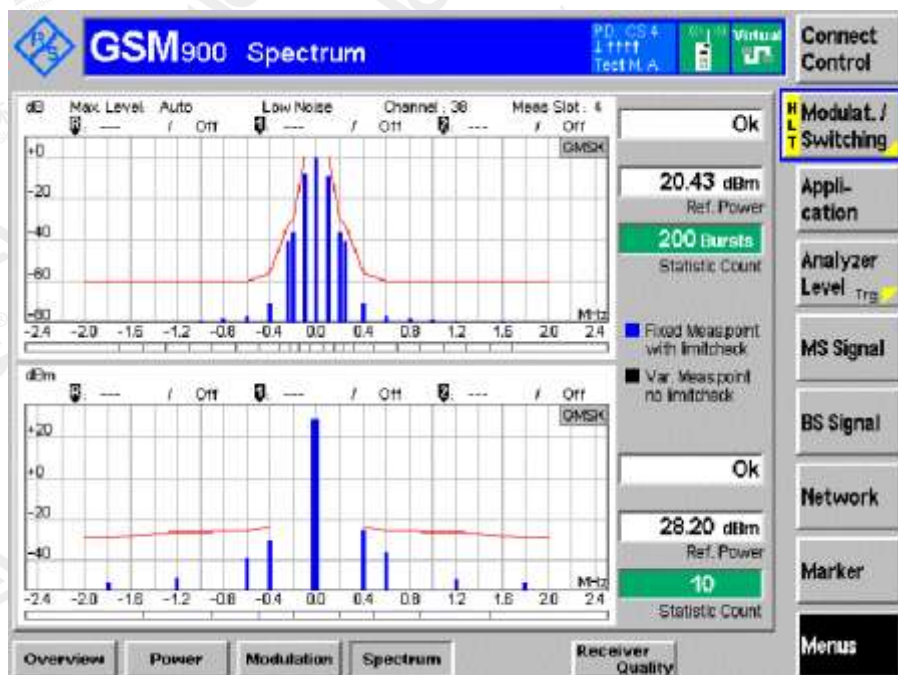 R/S
GSM900 Spectrum
PD, CS4
Test M. A
Virtual
Connect Control
dB Max. Level: Auto Low Noise Channel: 38 Meas Slot: 4
--- / Off --- / Off --- / Off
GMSK
+0
-20
-40
-60
-80
MHz
-2.4 -2.0 -1.6 -1.2 -0.8 -0.4 0.0 0.4 0.8 1.2 1.6 2.0 2.4
Ok
20.43 dBm
Ref. Power
200 Bursts
Statistic Count
Fixed Meas.point
with limitcheck
Var. Meas.point
no limitcheck
dBm
--- / Off --- / Off --- / Off
GMSK
+20
+0
-20
-40
MHz
-2.4 -2.0 -1.6 -1.2 -0.8 -0.4 0.0 0.4 0.8 1.2 1.6 2.0 2.4
Ok
28.20 dBm
Ref. Power
10
Statistic Count
HLT
Modulat. /
Switching
Appli-
cation
Analyzer
Level Trg
MS Signal
BS Signal
Network
Marker
Menus
Overview Power Modulation Spectrum Receiver
Quality